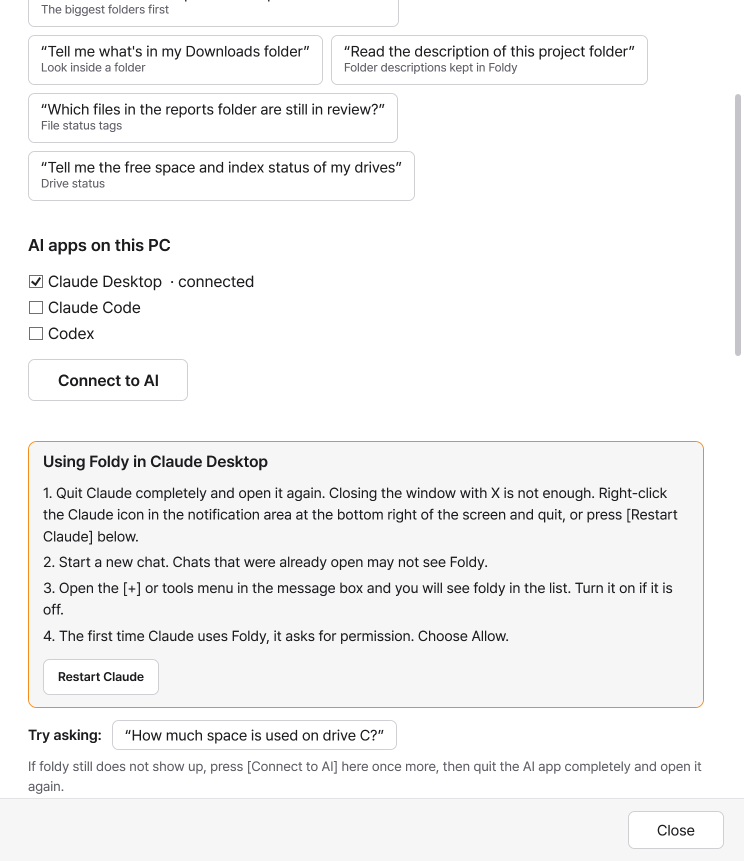 The biggest folders first
“Tell me what's in my Downloads folder”
Look inside a folder
“Read the description of this project folder”
Folder descriptions kept in Foldy
“Which files in the reports folder are still in review?”
File status tags
“Tell me the free space and index status of my drives”
Drive status
AI apps on this PC
Claude Desktop · connected
Claude Code
Codex
Connect to AI
Using Foldy in Claude Desktop
1. Quit Claude completely and open it again. Closing the window with X is not enough. Right-click
the Claude icon in the notification area at the bottom right of the screen and quit, or press [Restart
Claude] below.
2. Start a new chat. Chats that were already open may not see Foldy.
3. Open the [+] or tools menu in the message box and you will see foldy in the list. Turn it on if it is
off.
4. The first time Claude uses Foldy, it asks for permission. Choose Allow.
Restart Claude
Try asking: “How much space is used on drive C?”
If foldy still does not show up, press [Connect to AI] here once more, then quit the AI app completely and open it
again.
Close